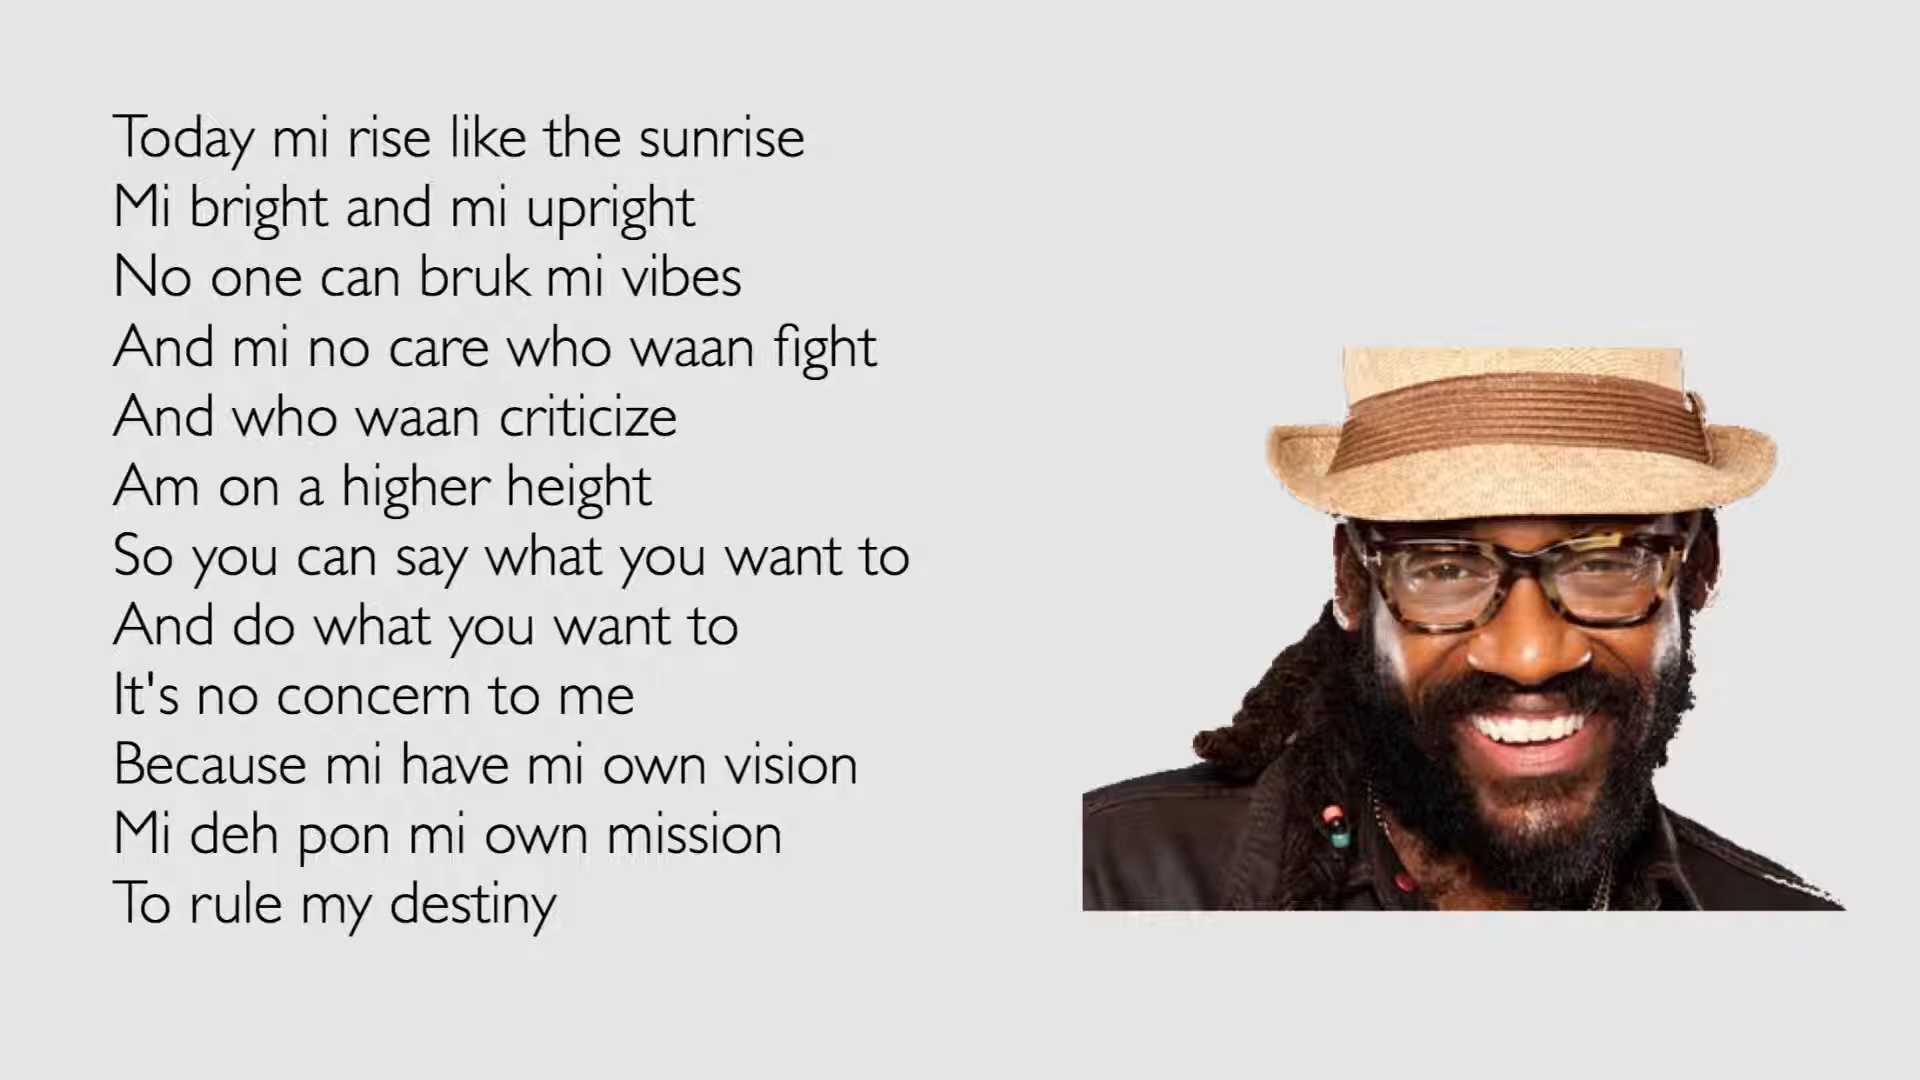 Today mi rise like the sunrise
Mi bright and mi upright
No one can bruk mi vibes
And mi no care who waan fight
And who waan criticize
Am on a higher height
So you can say what you want to
And do what you want to
It's no concern to me
Because mi have mi own vision
Mi deh pon mi own mission
To rule my destiny